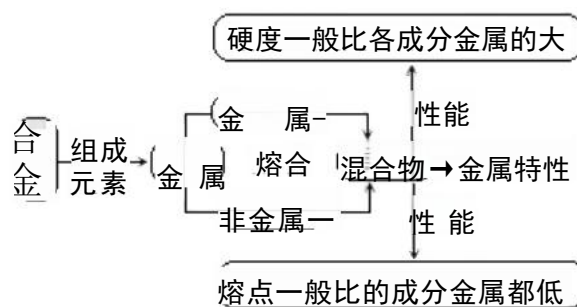 硬度一般比各成分金属的大
金 属
性能
合金
组成
元素
金 属
熔合
混合物
金属特性
非金属
性 能
熔点一般比的成分金属都低